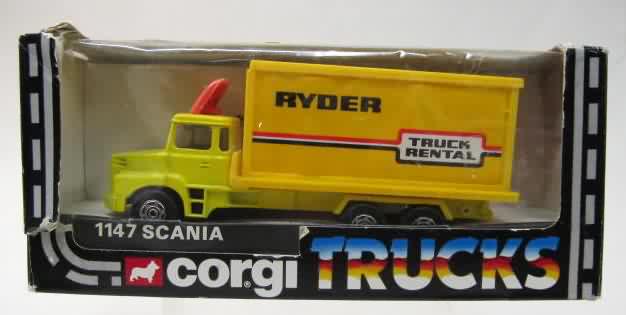 RYDER
TRUCK
RENTAL
1147 SCANIA
CORGI® TRUCKS